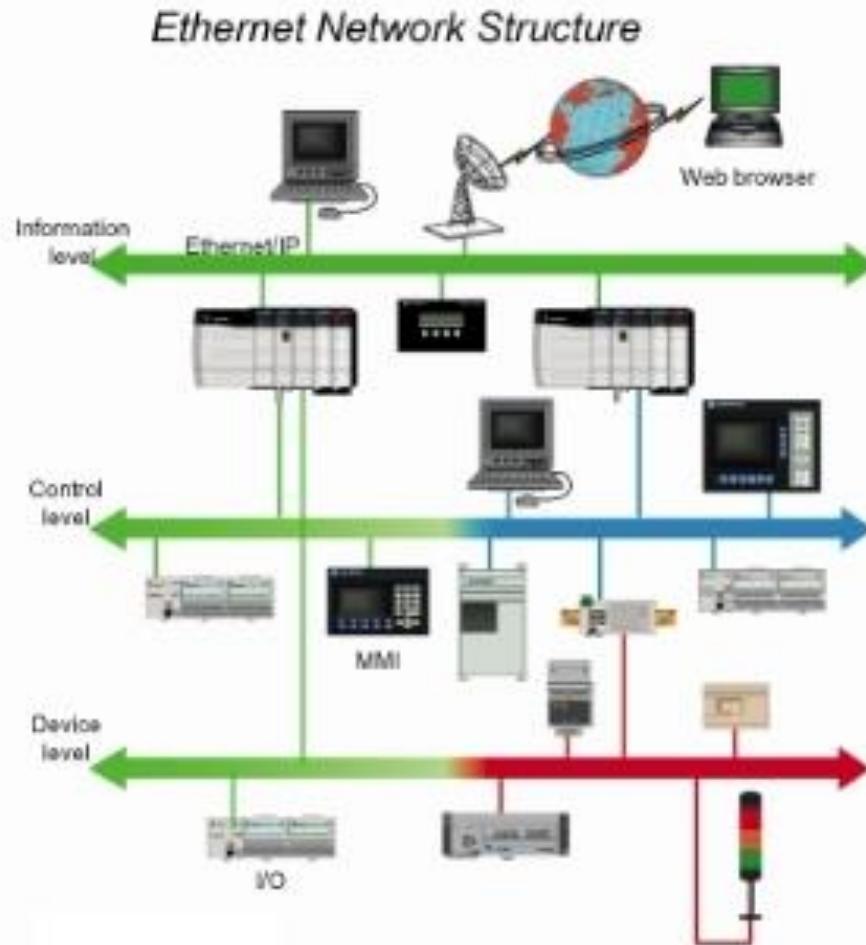 Ethernet Network Structure
Web browser
Information
level
Ethernet/IP
Control
level
MMI
Device
level
I/O